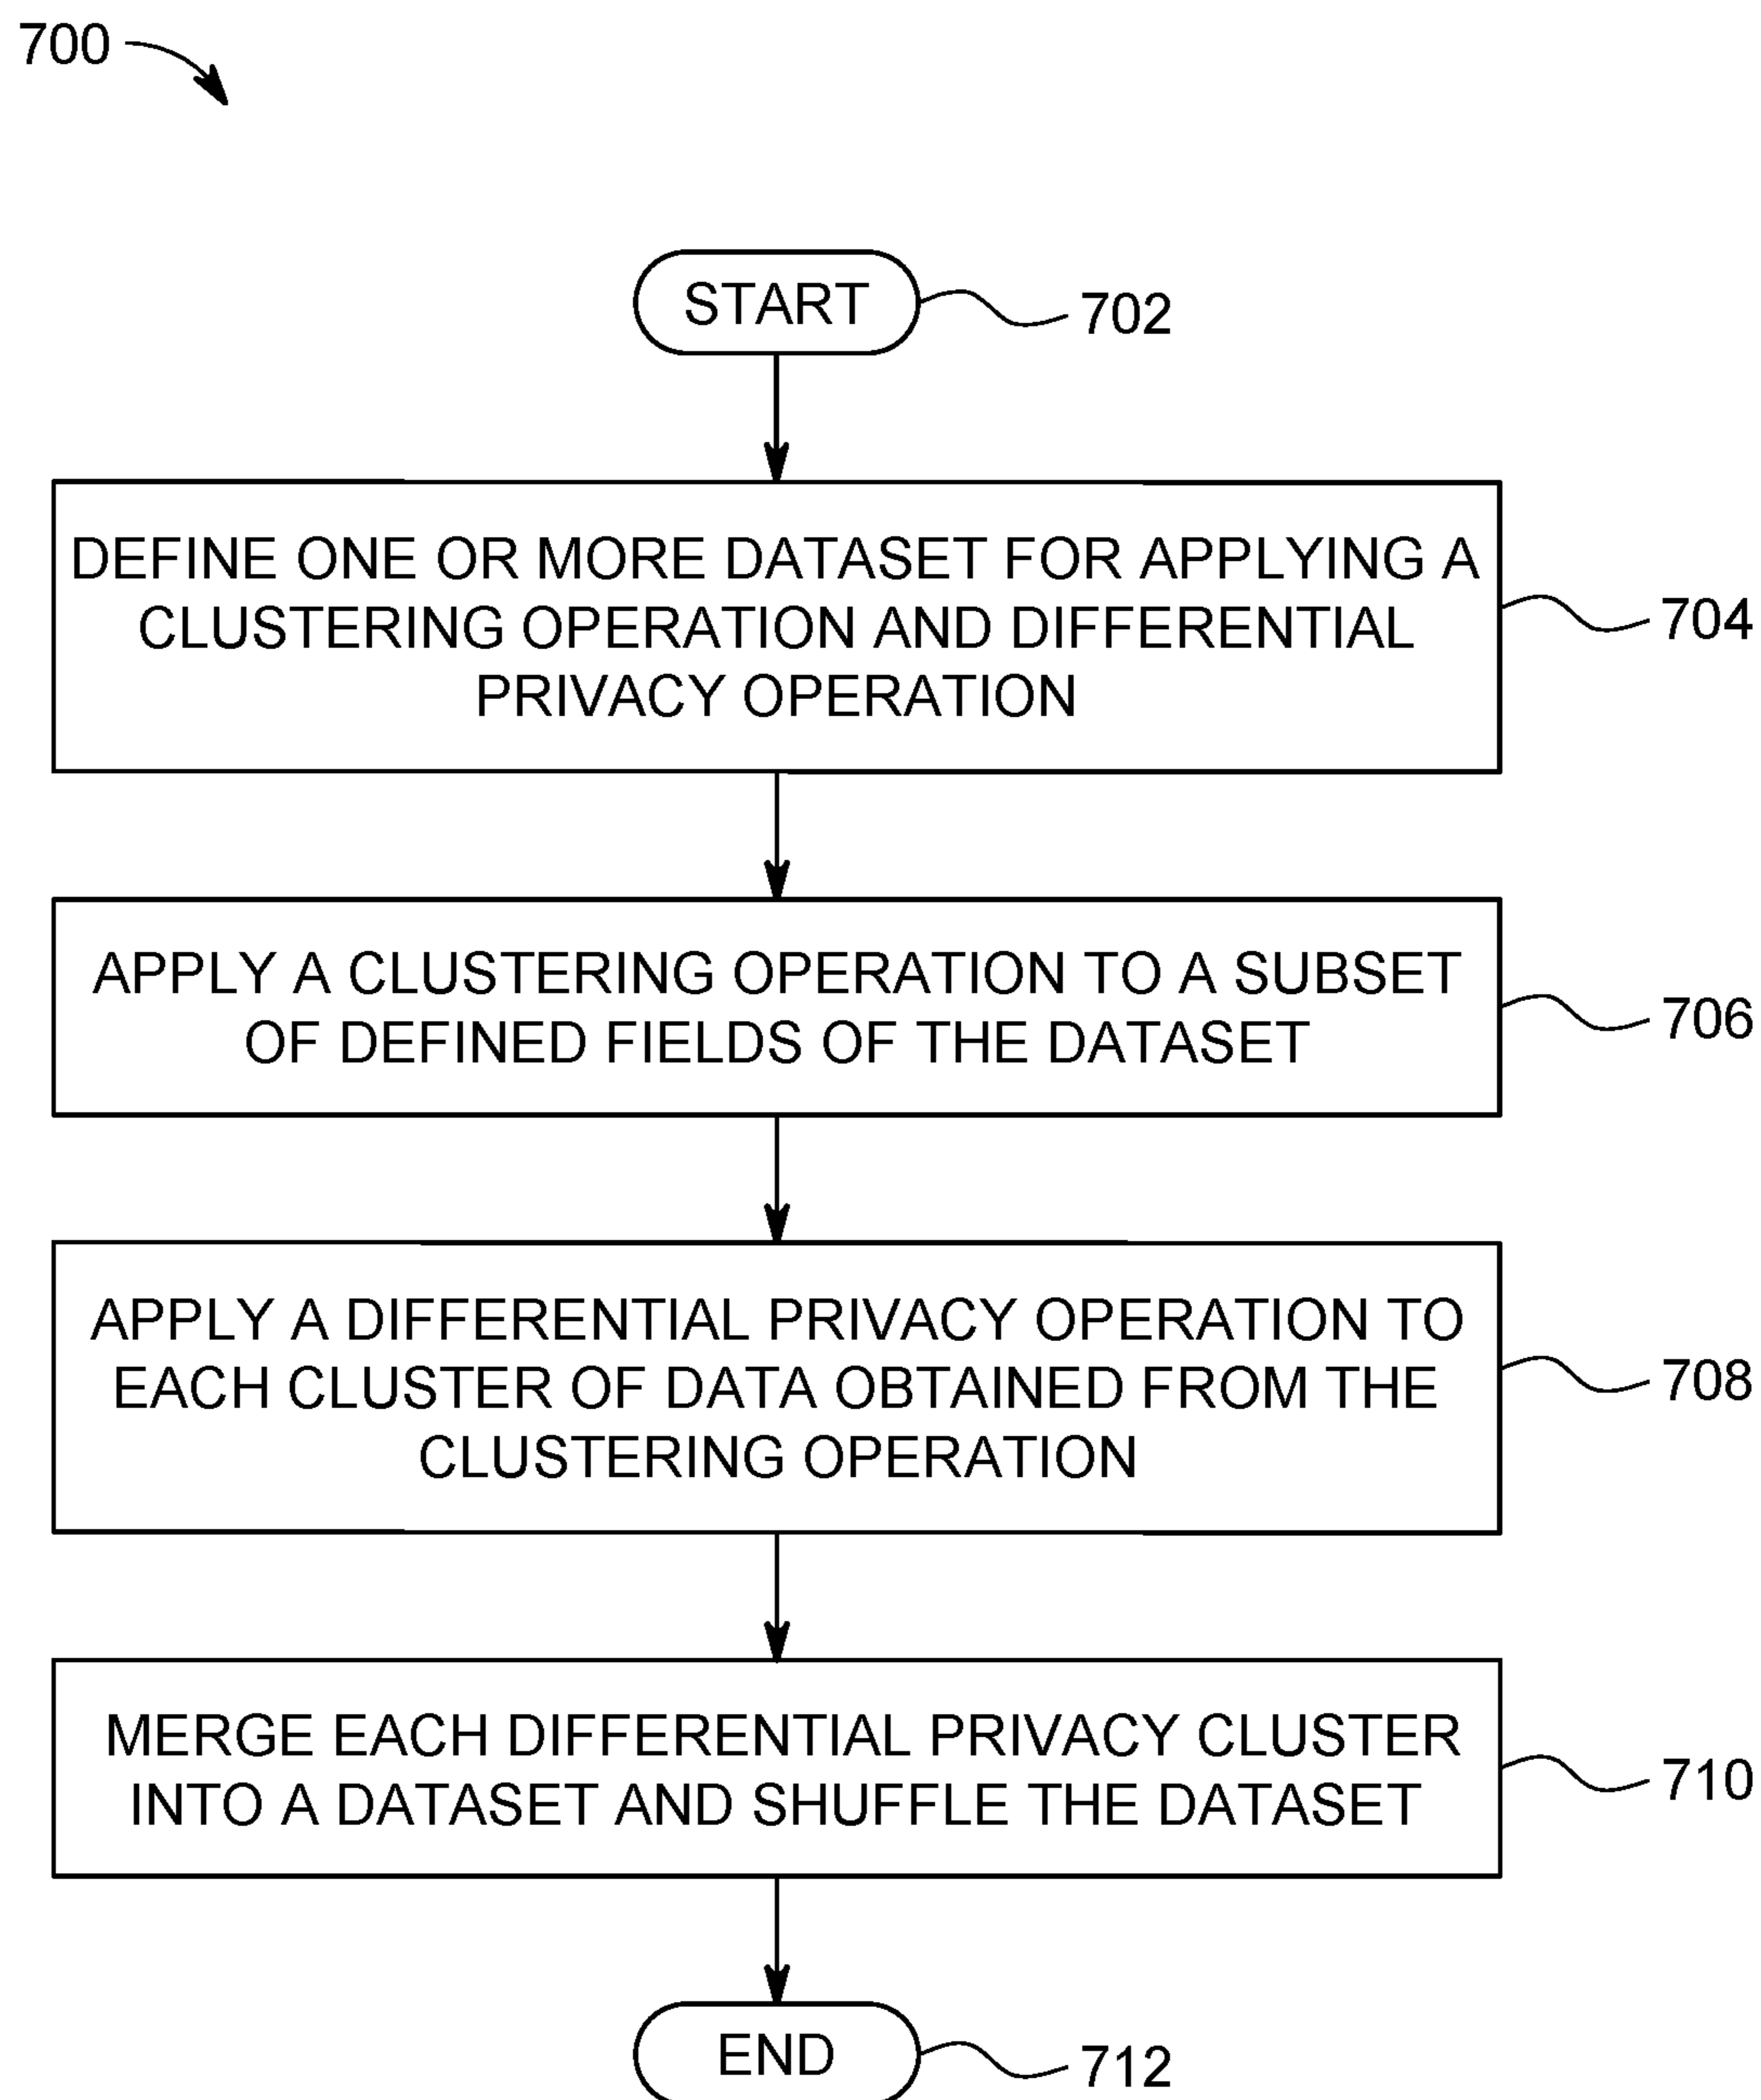 700
START
702
DEFINE ONE OR MORE DATASET FOR APPLYING A
CLUSTERING OPERATION AND DIFFERENTIAL
PRIVACY OPERATION
704
APPLY A CLUSTERING OPERATION TO A SUBSET
OF DEFINED FIELDS OF THE DATASET
706
APPLY A DIFFERENTIAL PRIVACY OPERATION TO
EACH CLUSTER OF DATA OBTAINED FROM THE
CLUSTERING OPERATION
708
MERGE EACH DIFFERENTIAL PRIVACY CLUSTER
INTO A DATASET AND SHUFFLE THE DATASET
710
END
712